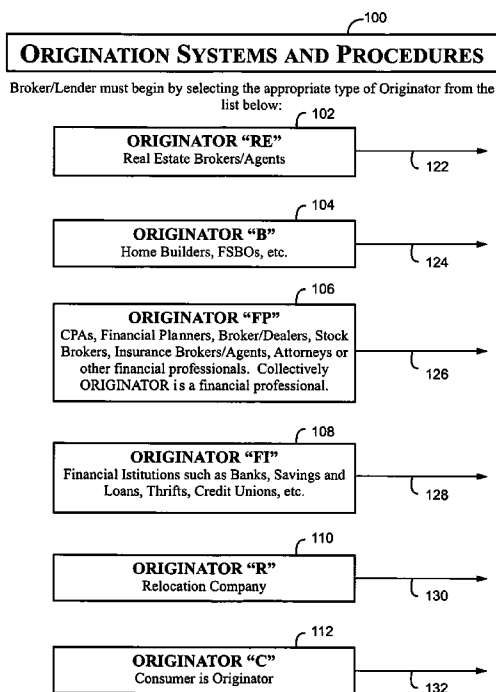 100
ORIGINATION SYSTEMS AND PROCEDURES
Broker/Lender must begin by selecting the appropriate type of Originator from the
list below:
102
ORIGINATOR “RE”
Real Estate Brokers/Agents
122
104
ORIGINATOR “B”
Home Builders, FSBOs, etc.
124
106
ORIGINATOR “FP”
CPAs, Financial Planners, Broker/Dealers, Stock
Brokers, Insurance Brokers/Agents, Attorneys or
other financial professionals. Collectively
ORIGINATOR is a financial professional.
126
108
ORIGINATOR “FI”
Financial Istitutions such as Banks, Savings and
Loans, Thrifts, Credit Unions, etc.
128
110
ORIGINATOR “R”
Relocation Company
130
112
ORIGINATOR “C”
Consumer is Originator
132